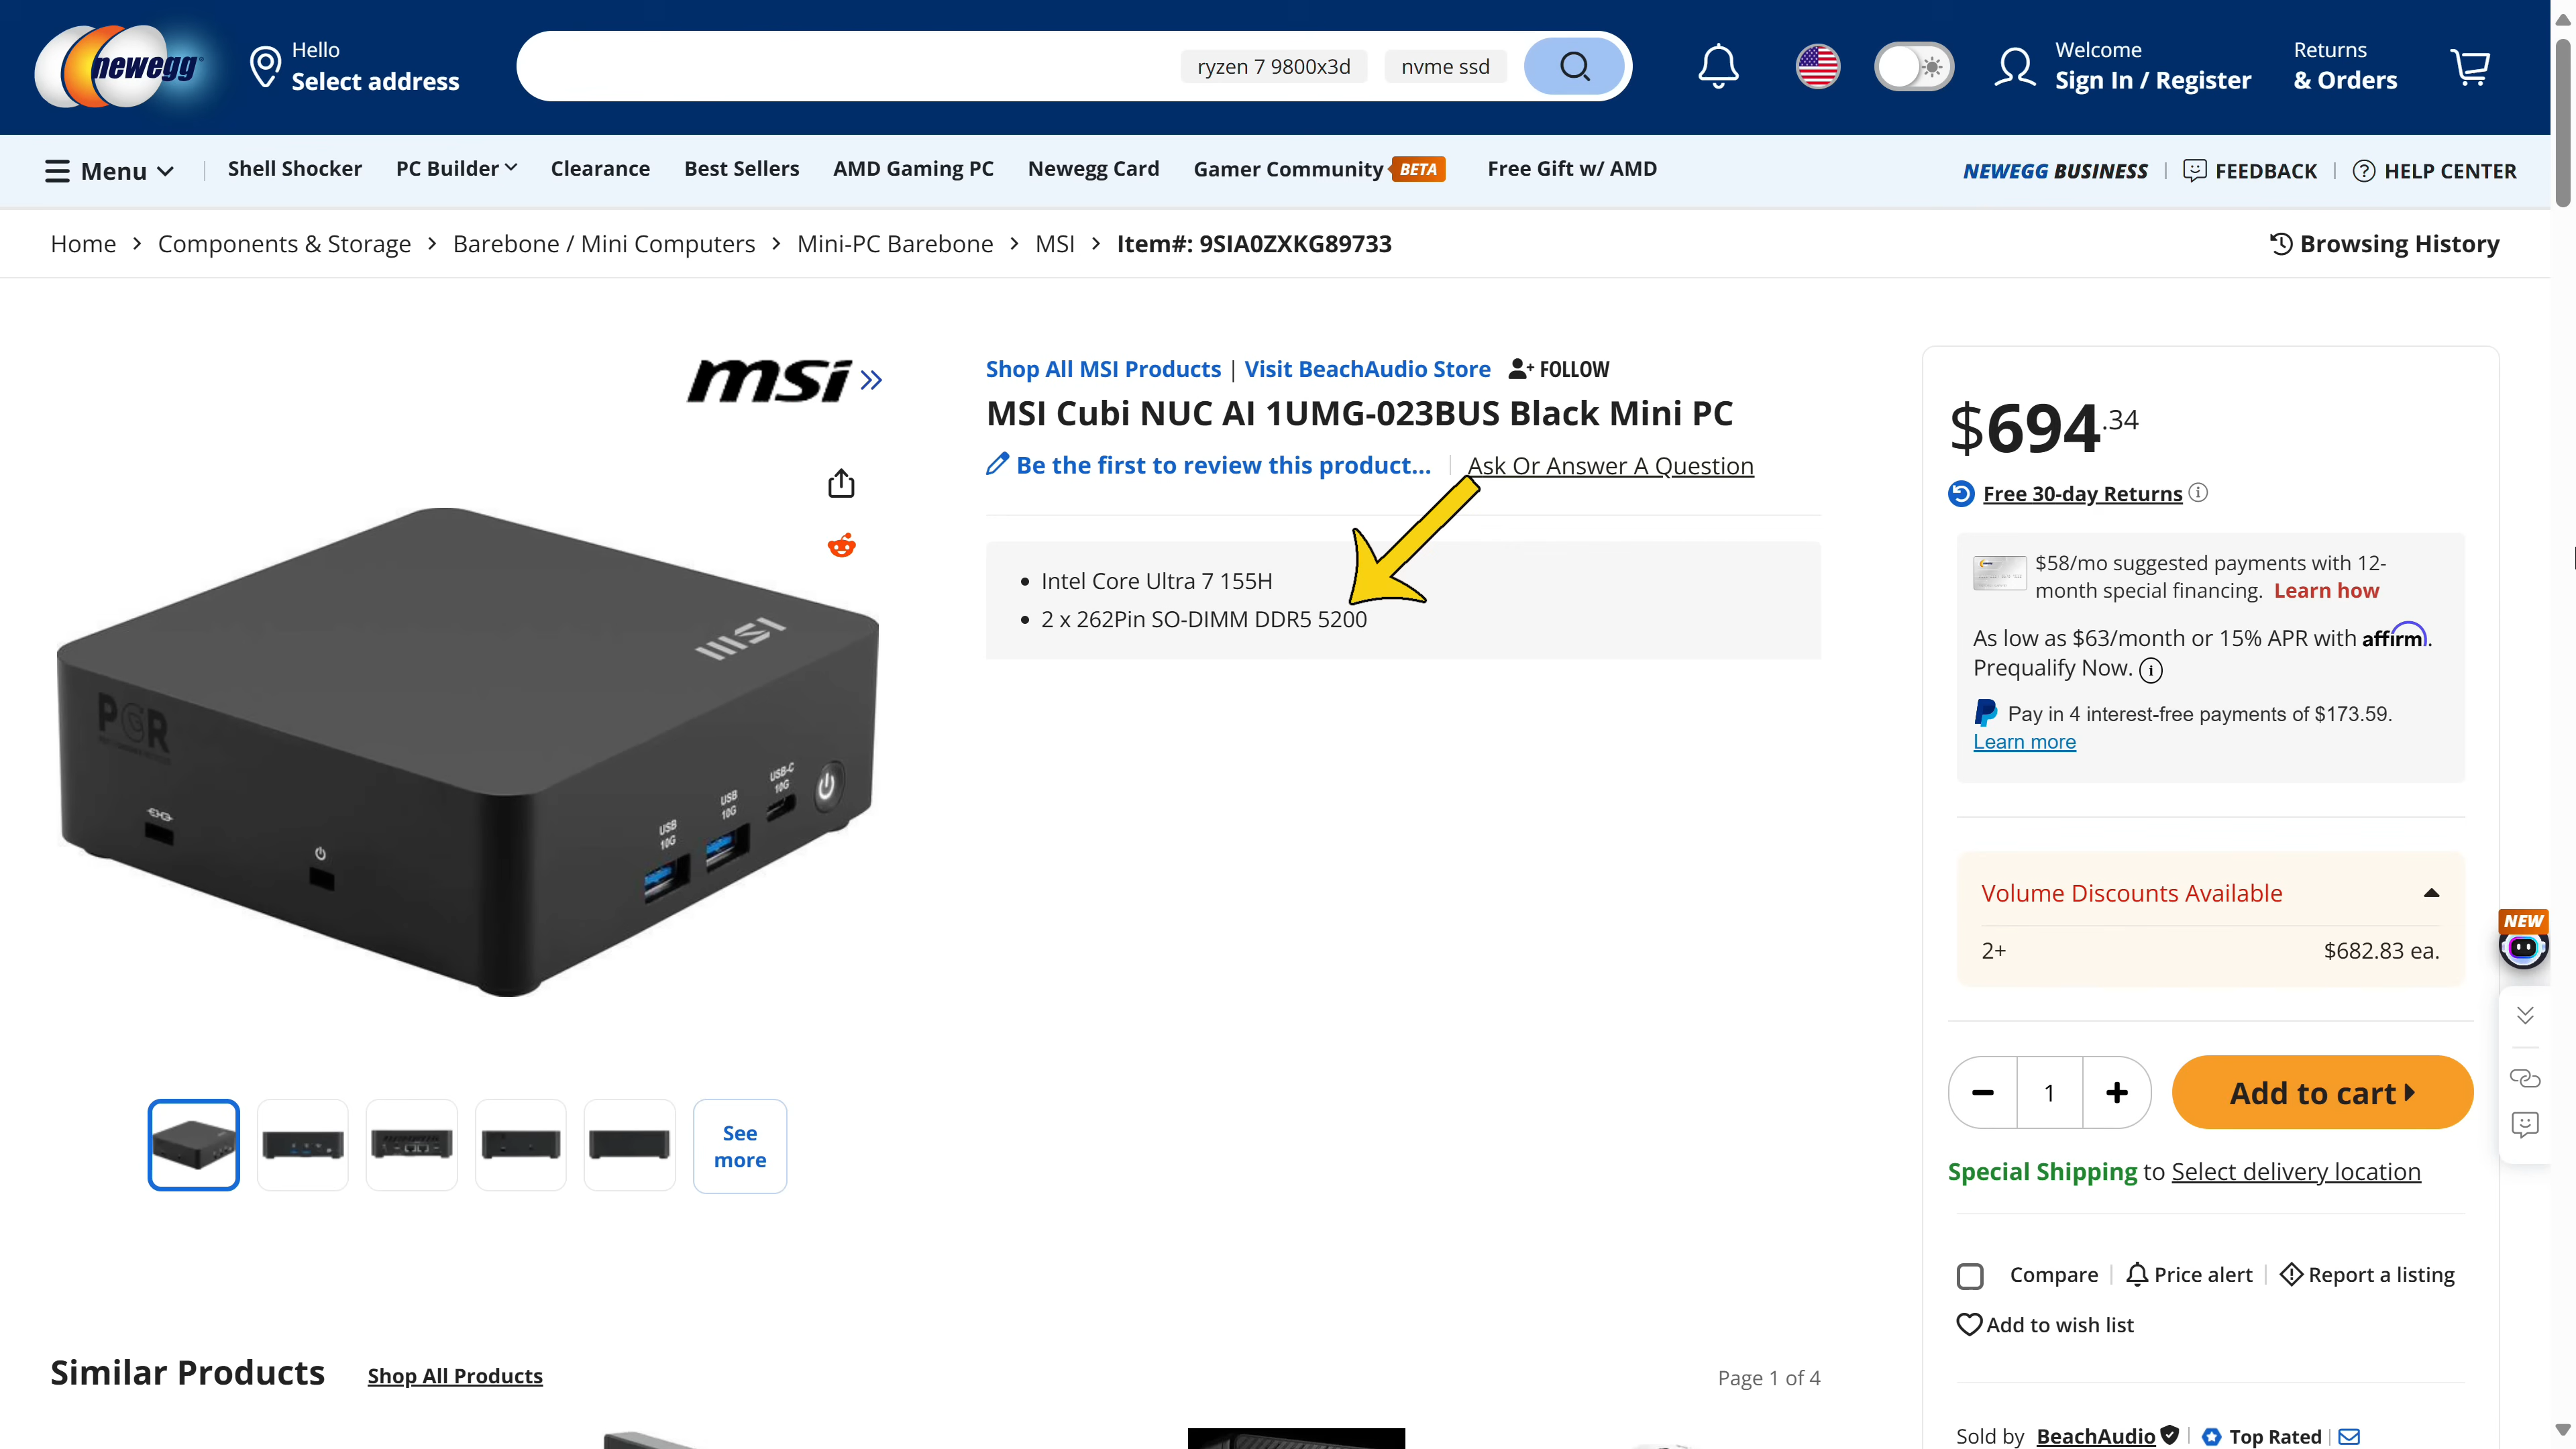 newegg
Hello
Select address
ryzen 7 9800x3d
nvme ssd
Welcome
Sign In / Register
Returns
& Orders
Menu
Shell Shocker
PC Builder
Clearance
Best Sellers
AMD Gaming PC
Newegg Card
Gamer Community BETA
Free Gift w/ AMD
NEWEGG BUSINESS
FEEDBACK
HELP CENTER
Home > Components & Storage > Barebone / Mini Computers > Mini-PC Barebone > MSI > Item#: 9SIA0ZXKG89733
Browsing History
msi
Shop All MSI Products | Visit BeachAudio Store FOLLOW
MSI Cubi NUC AI 1UMG-023BUS Black Mini PC
Be the first to review this product...
Ask Or Answer A Question
• Intel Core Ultra 7 155H
• 2 x 262Pin SO-DIMM DDR5 5200
msi
PCR
USB
10G
USB
10G
USB-C
10G
See
more
$694.34
Free 30-day Returns
$58/mo suggested payments with 12-
month special financing. Learn how
As low as $63/month or 15% APR with affirm.
Prequalify Now.
Pay in 4 interest-free payments of $173.59.
Learn more
Volume Discounts Available
2+ $682.83 ea.
NEW
1
Add to cart
Special Shipping to Select delivery location
Compare
Price alert
Report a listing
Add to wish list
Sold by BeachAudio
Top Rated
Similar Products
Shop All Products
Page 1 of 4